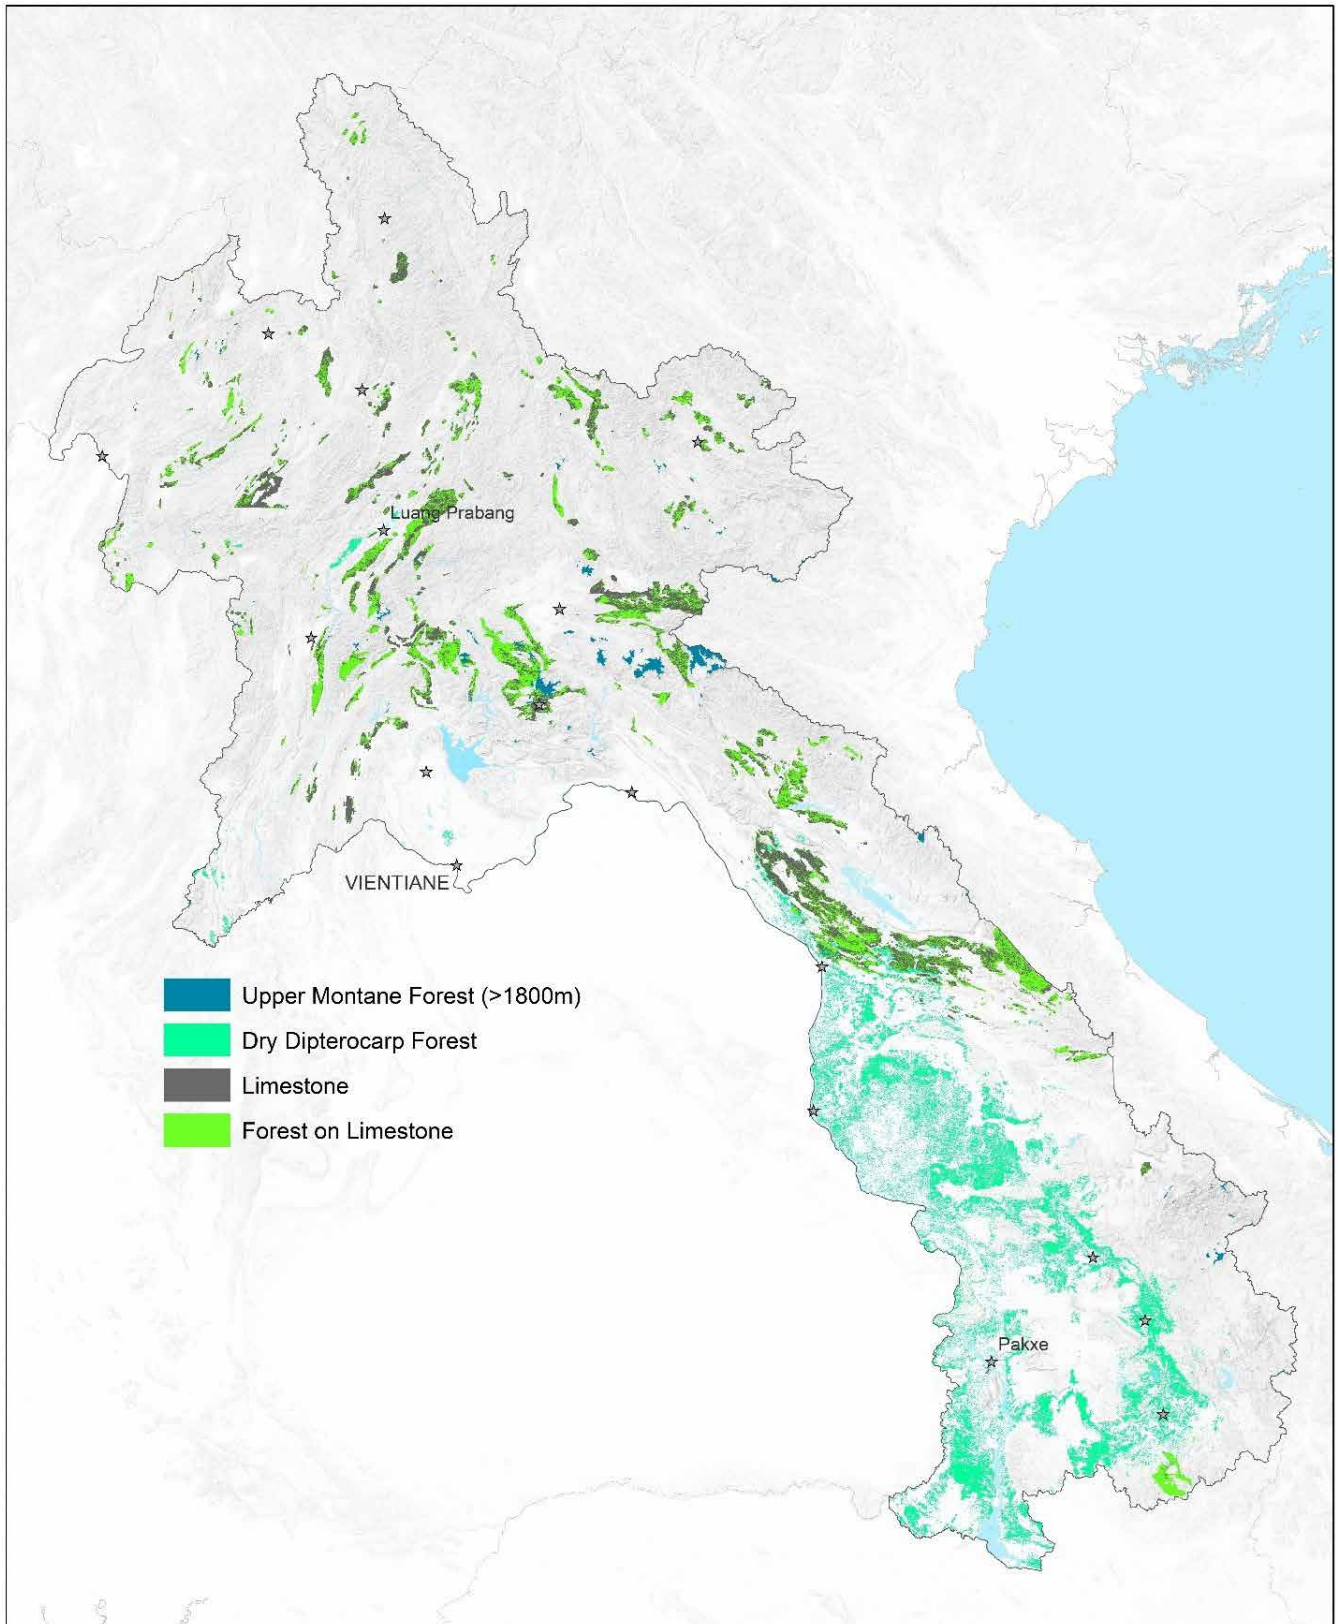 Luang Prabang
VIENTIANE
Upper Montane Forest (>1800m)
Dry Dipterocarp Forest
Limestone
Forest on Limestone
Pakxe